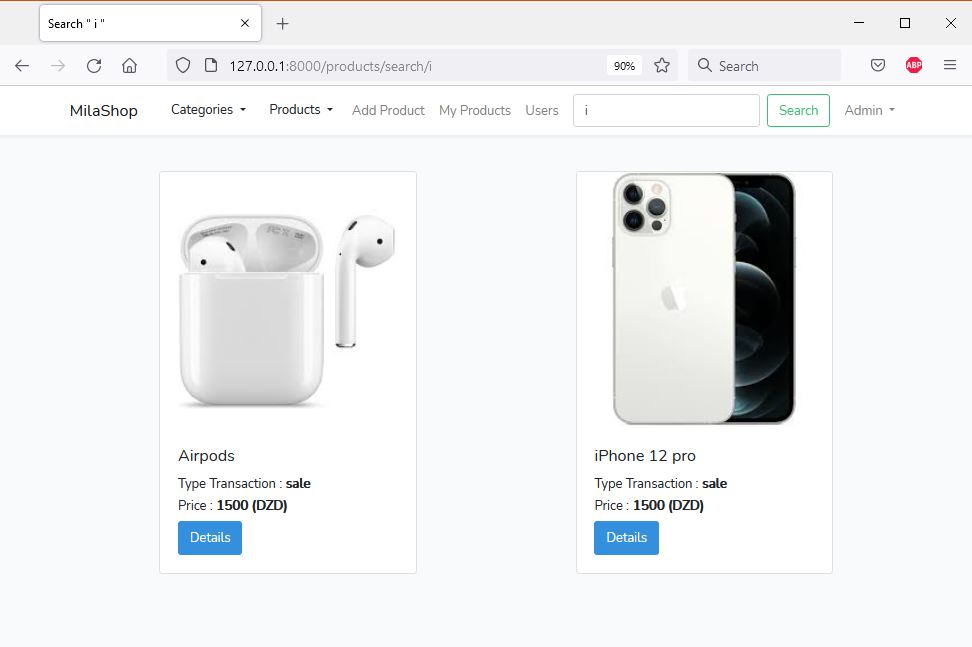 Search " i "
127.0.0.1:8000/products/search/i
90%
Search
ABP
MilaShop
Categories
Products
Add Product
My Products
Users
i
Search
Admin
Airpods
Type Transaction : sale
Price : 1500 (DZD)
Details
iPhone 12 pro
Type Transaction : sale
Price : 1500 (DZD)
Details